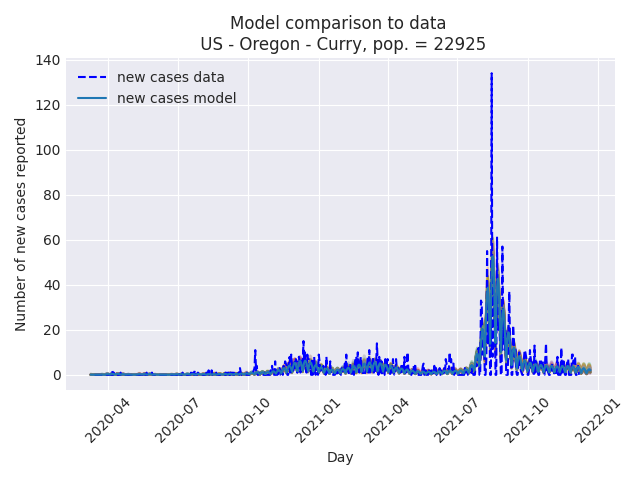 Model comparison to data
US - Oregon - Curry, pop. = 22925
new cases data
new cases model
Number of new cases reported
140
120
100
80
60
40
20
0
2020-04
2020-07
2020-10
2021-01
2021-04
2021-07
2021-10
2022-01
Day